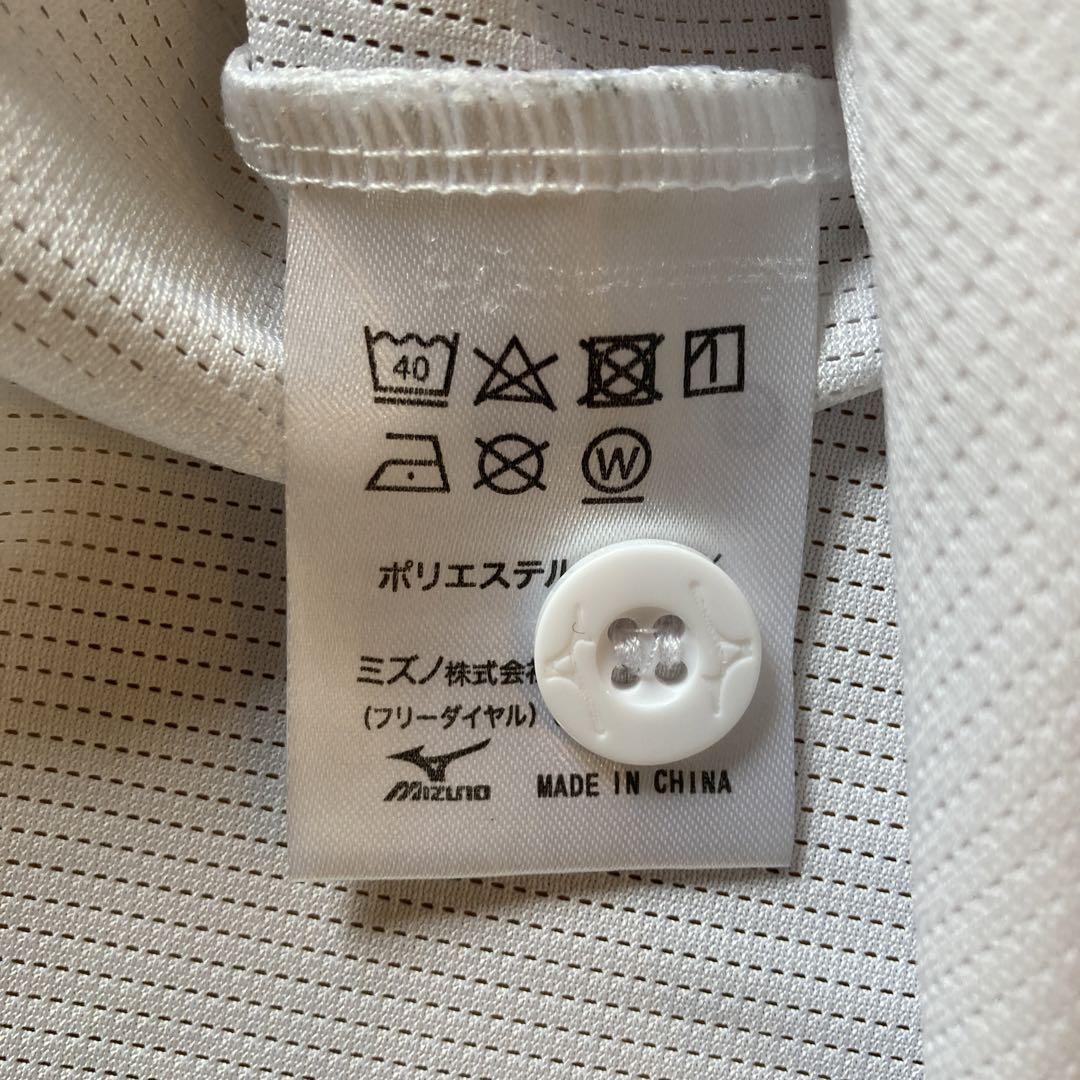 40
W
ポリエステル
ミズノ株式会
(フリーダイヤル)
Mizuno
MADE IN CHINA